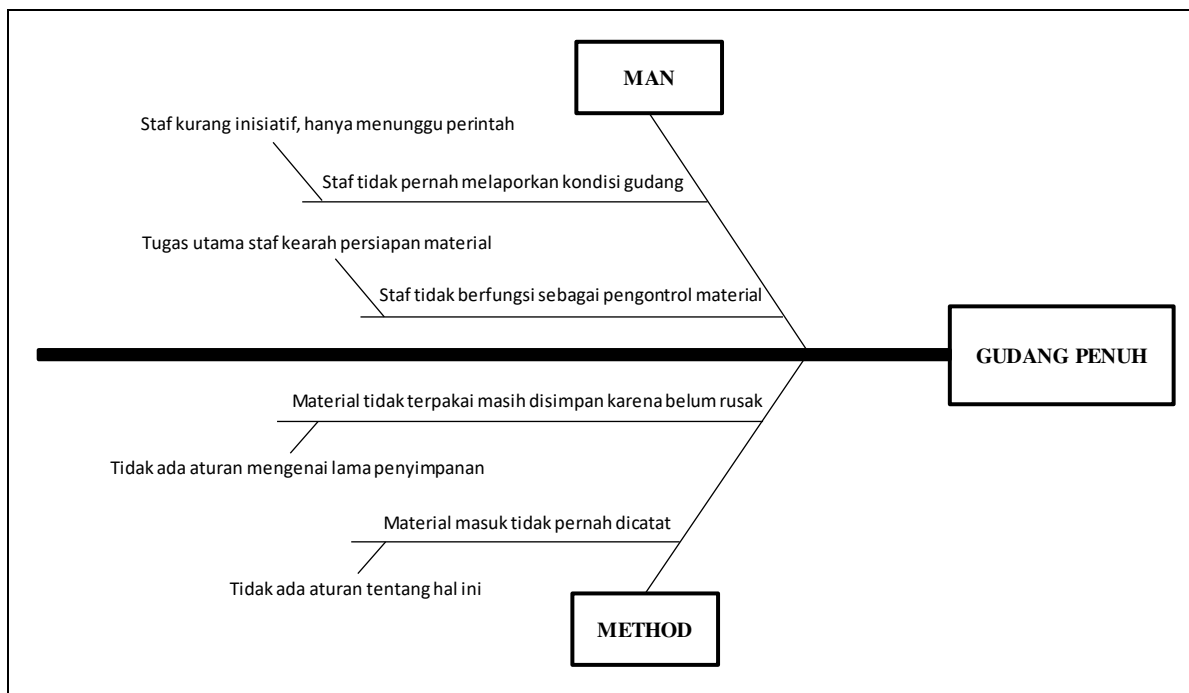 MAN
Staf kurang inisiatif, hanya menunggu perintah
Staf tidak pernah melaporkan kondisi gudang
Tugas utama staf kearah persiapan material
Staf tidak berfungsi sebagai pengontrol material
GUDANG PENUH
Material tidak terpakai masih disimpan karena belum rusak
Tidak ada aturan mengenai lama penyimpanan
Material masuk tidak pernah dicatat
Tidak ada aturan tentang hal ini
METHOD